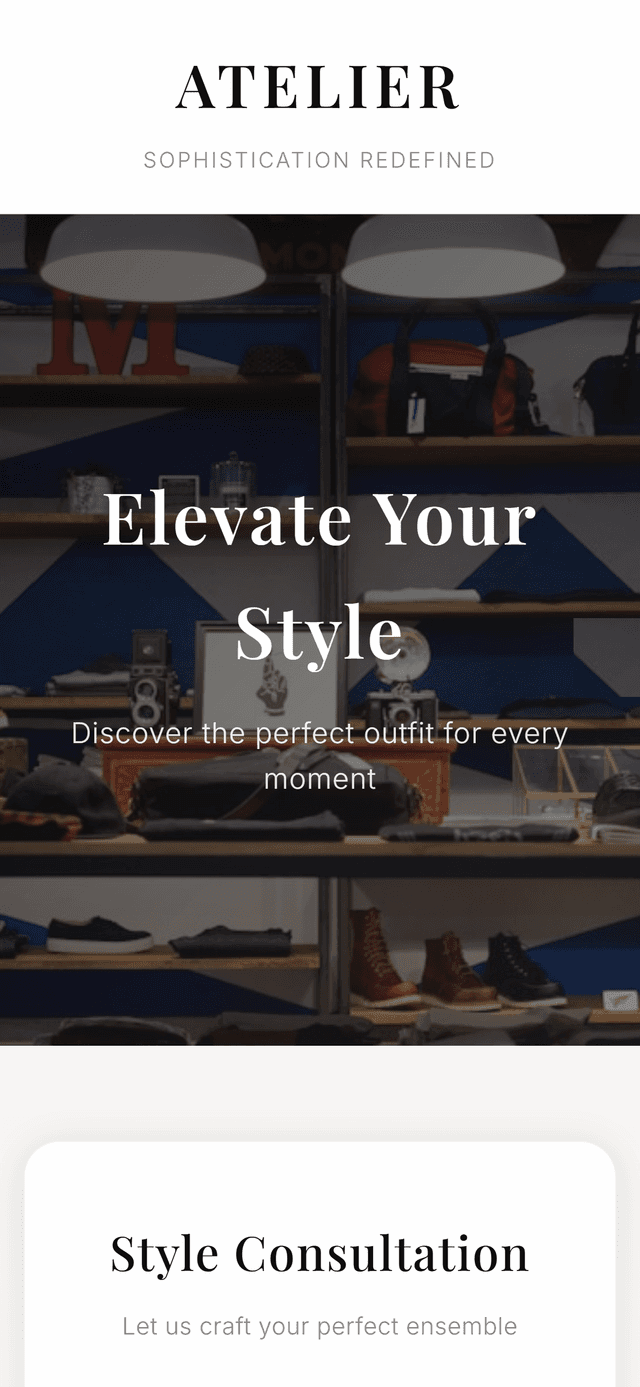 ATELIER
SOPHISTICATION REDEFINED
M
Elevate Your
Style
Discover the perfect outfit for every
moment
Style Consultation
Let us craft your perfect ensemble